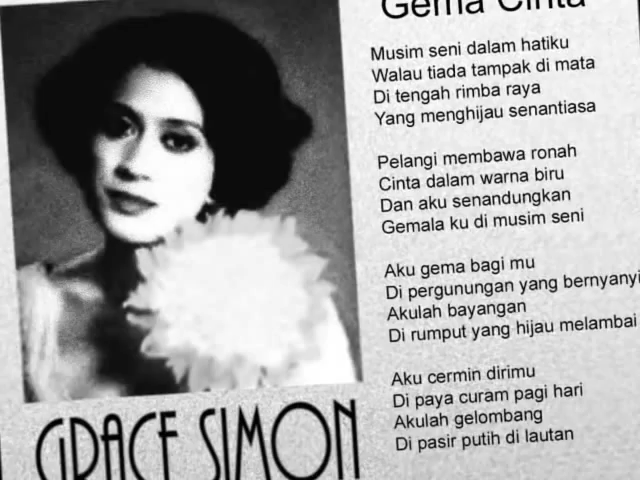 Gema Cinta
Musim seni dalam hatiku
Walau tiada tampak di mata
Di tengah rimba raya
Yang menghijau senantiasa
Pelangi membawa ronah
Cinta dalam warna biru
Dan aku senandungkan
Gemala ku di musim seni
Aku gema bagi mu
Di pergunungan yang bernyanyi
Akulah bayangan
Di rumput yang hijau melambai
Aku cermin dirimu
Di paya curam pagi hari
Akulah gelombang
Di pasir putih di lautan
GRACE SIMON